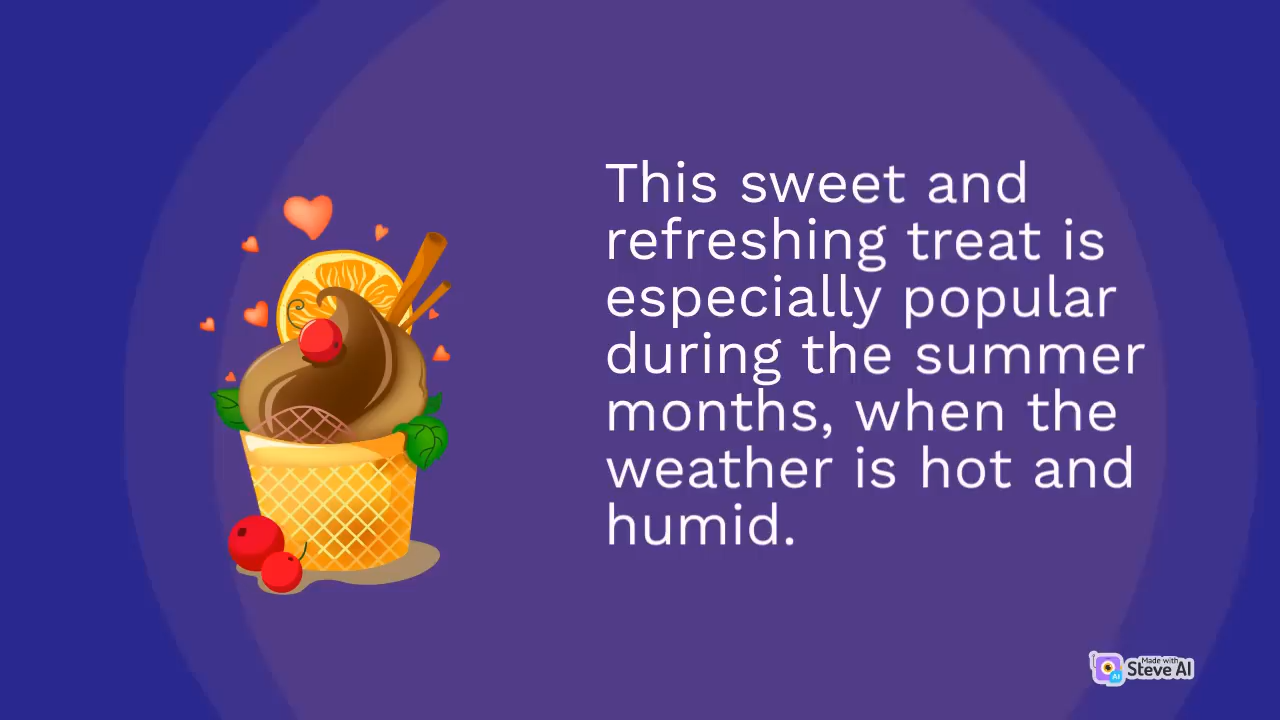 This sweet and
refreshing treat is
especially popular
during the summer
months, when the
weather is hot and
humid.
Made with
Steve AI
AI